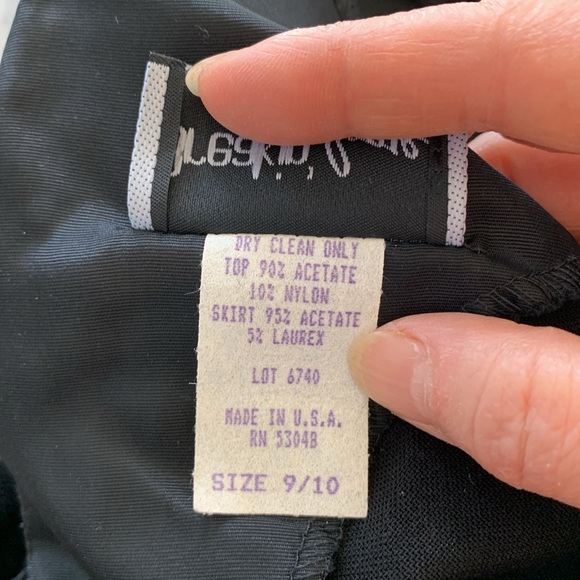 DRY CLEAN ONLY
TOP 90% ACETATE
10% NYLON
SKIRT 95% ACETATE
5% LAUREX
LOT 6740
MADE IN U.S.A.
RN 53048
SIZE 9/10